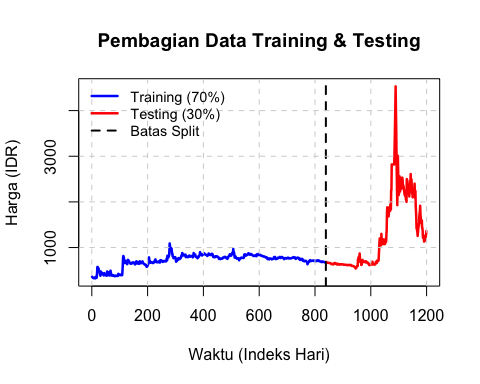 Pembagian Data Training & Testing
Training (70%)
Testing (30%)
Batas Split
Harga (IDR)
3000
1000
0 200 400 600 800 1000 1200
Waktu (Indeks Hari)